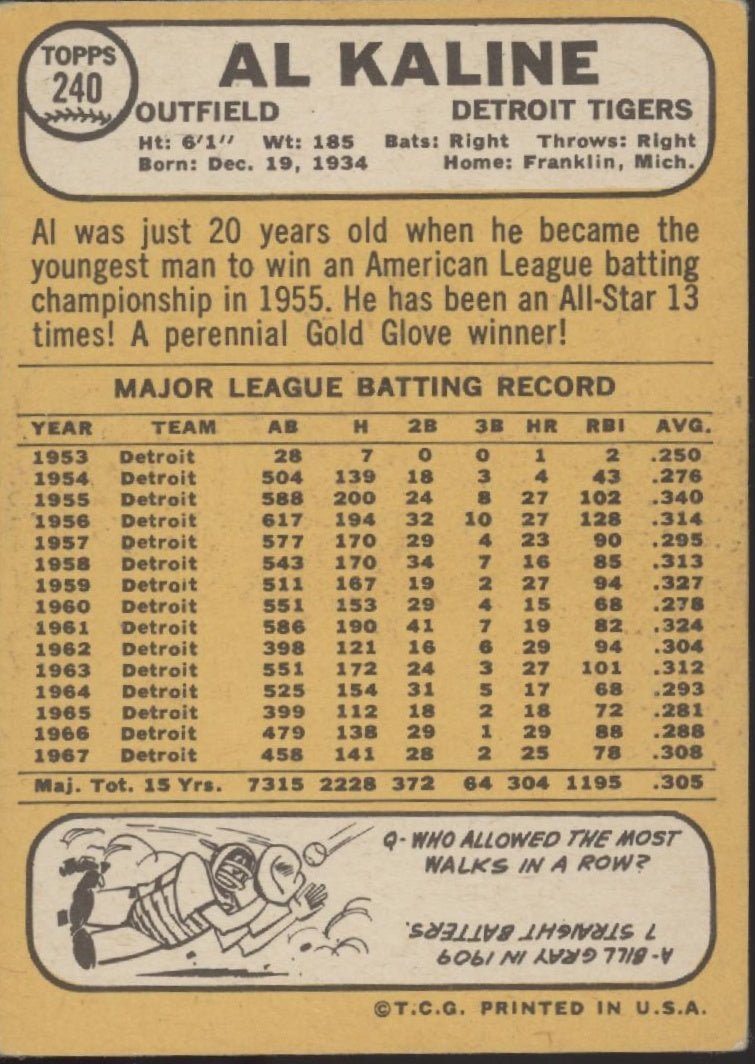 TOPPS
240
AL KALINE
OUTFIELD DETROIT TIGERS
Ht: 6'1" Wt: 185 Bats: Right Throws: Right
Born: Dec. 19, 1934 Home: Franklin, Mich.
Al was just 20 years old when he became the
youngest man to win an American League batting
championship in 1955. He has been an All-Star 13
times! A perennial Gold Glove winner!
MAJOR LEAGUE BATTING RECORD
YEAR TEAM AB H 2B 3B HR RBI AVG.
1953 Detroit 28 7 0 0 1 2 .250
1954 Detroit 504 139 18 3 4 43 .276
1955 Detroit 588 200 24 8 27 102 .340
1956 Detroit 617 194 32 10 27 128 .314
1957 Detroit 577 170 29 4 23 90 .295
1958 Detroit 543 170 34 7 16 85 .313
1959 Detroit 511 167 19 2 27 94 .327
1960 Detroit 551 153 29 4 15 68 .278
1961 Detroit 586 190 41 7 19 82 .324
1962 Detroit 398 121 16 6 29 94 .304
1963 Detroit 551 172 24 3 27 101 .312
1964 Detroit 525 154 31 5 17 68 .293
1965 Detroit 399 112 18 2 18 72 .281
1966 Detroit 479 138 29 1 29 88 .288
1967 Detroit 458 141 28 2 25 78 .308
Maj. Tot. 15 Yrs. 7315 2228 372 64 304 1195 .305
Q- WHO ALLOWED THE MOST
WALKS IN A ROW?
A- BILL GRAY IN 1909
7 STRAIGHT BATTERS.
©T.C.G. PRINTED IN U.S.A.